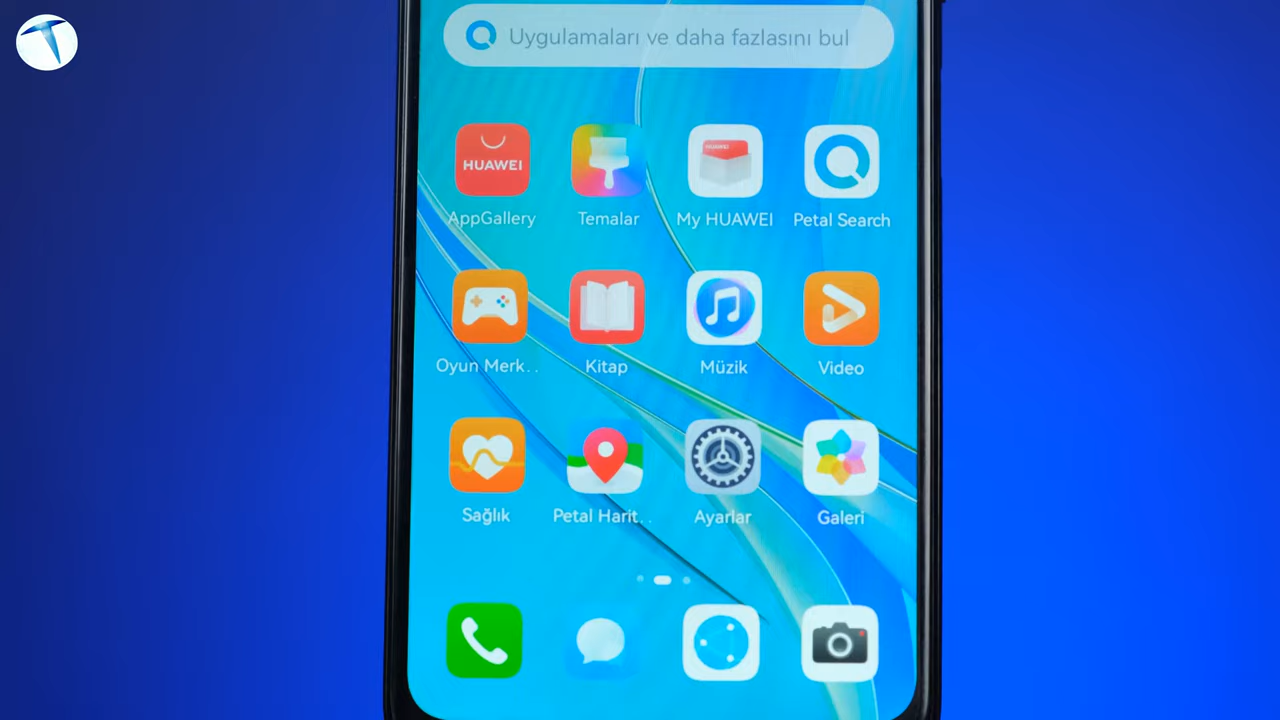 Uygulamaları ve daha fazlasını bul
HUAWEI
HUAWEI
AppGallery
Temalar
My HUAWEI
Petal Search
Oyun Merk..
Kitap
Müzik
Video
Sağlık
Petal Harit..
Ayarlar
Galeri